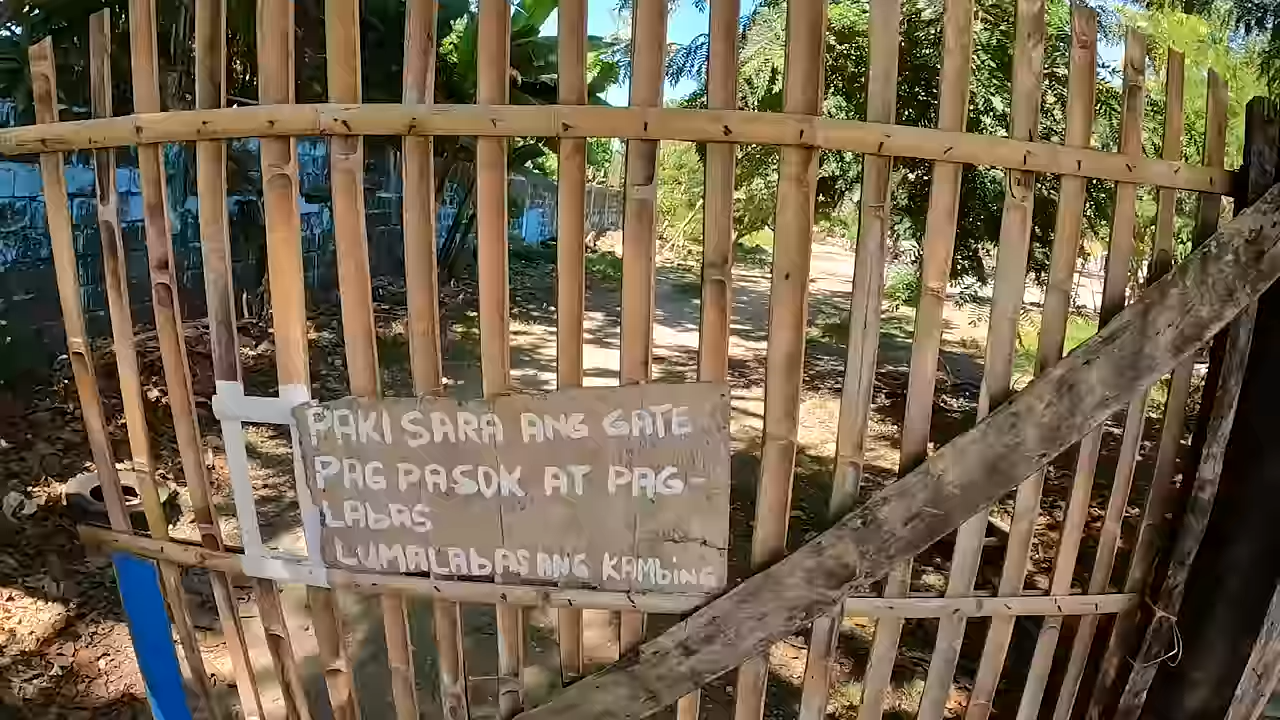 PAKI SARA ANG GATE
PAG PASOK AT PAG-
LABAS
LUMALABAS ANG KAMBING